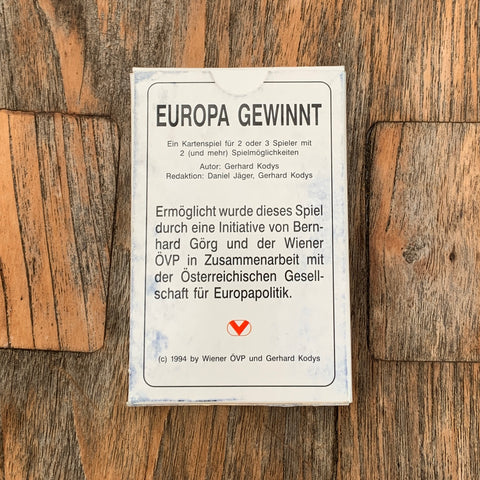 EUROPA GEWINNT
Ein Kartenspiel für 2 oder 3 Spieler mit
2 (und mehr) Spielmöglichkeiten
Autor: Gerhard Kodys
Redaktion: Daniel Jäger, Gerhard Kodys
Ermöglicht wurde dieses Spiel
durch eine Initiative von Bern-
hard Görg und der Wiener
ÖVP in Zusammenarbeit mit
der Österreichischen Gesell-
schaft für Europapolitik.
(c) 1994 by Wiener ÖVP und Gerhard Kodys